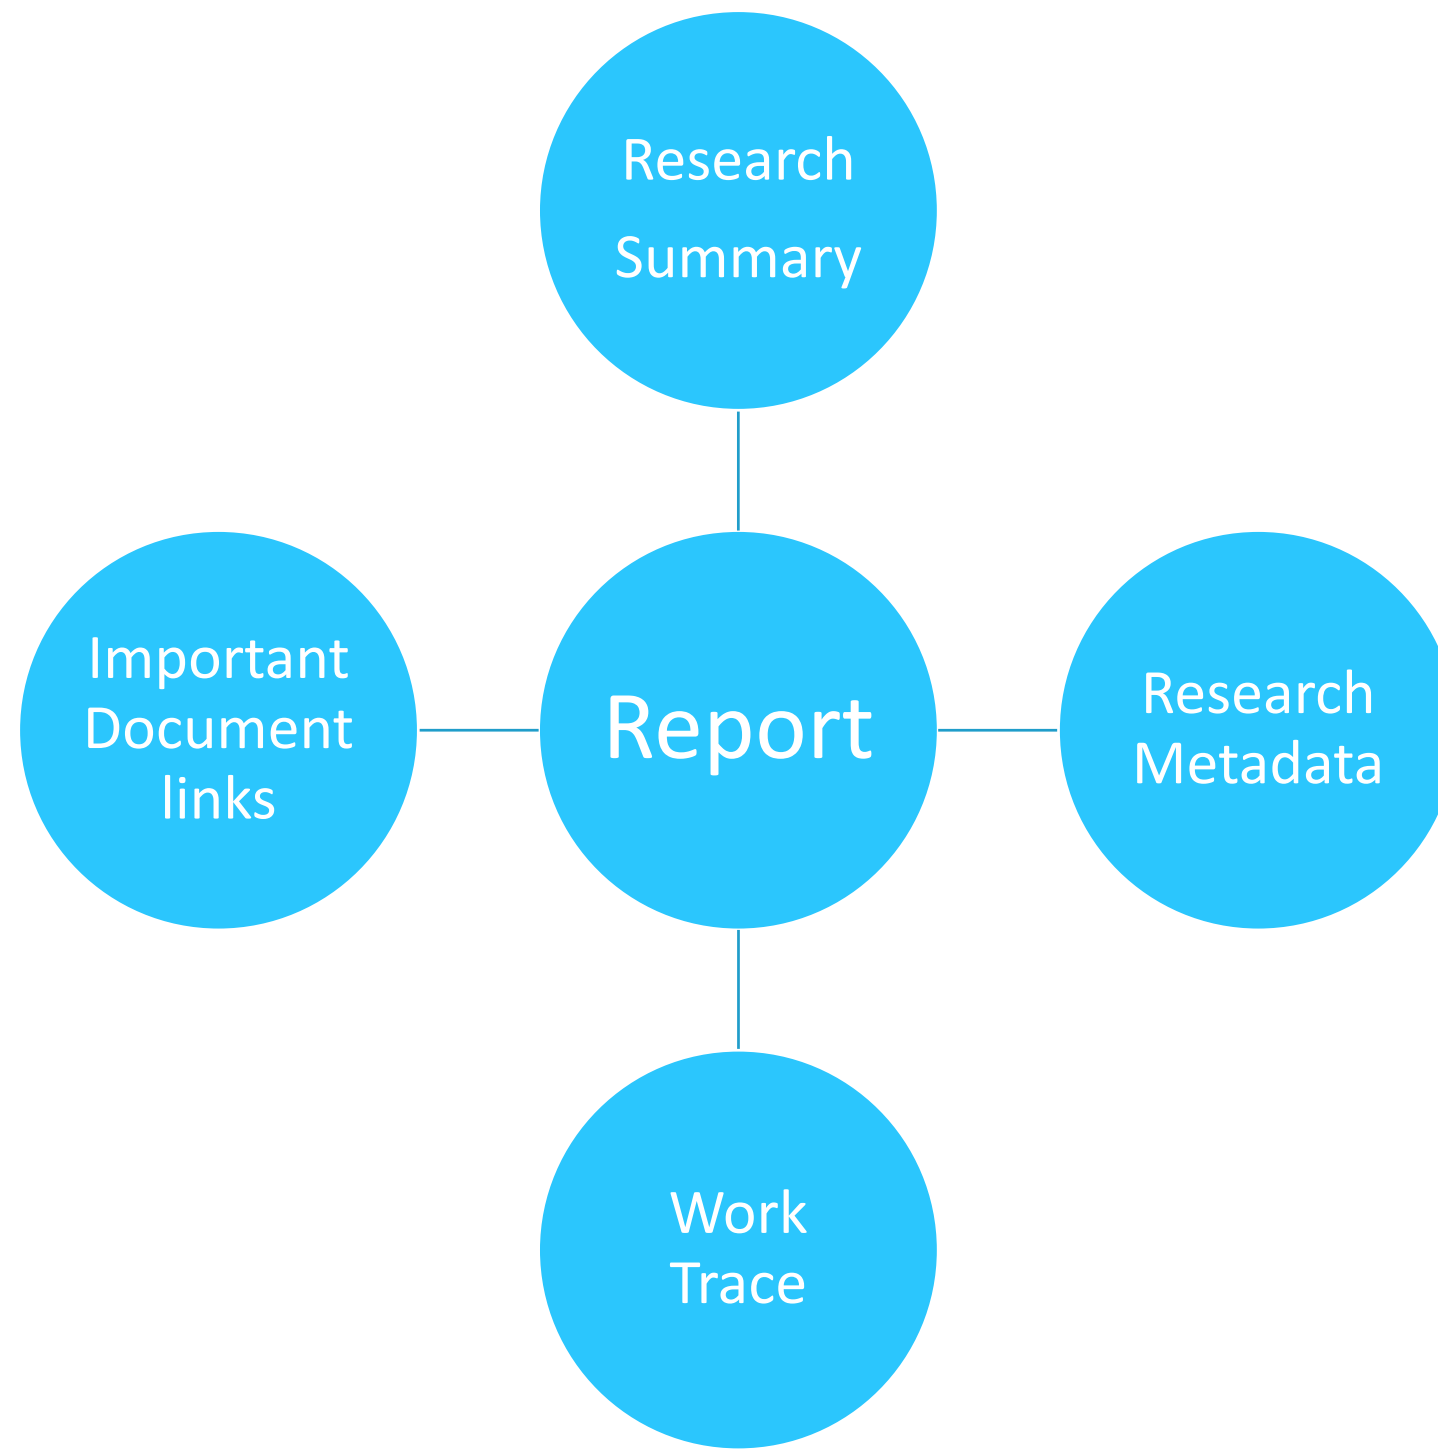 Research
Summary
Important
Document
links
Report
Research
Metadata
Work
Trace